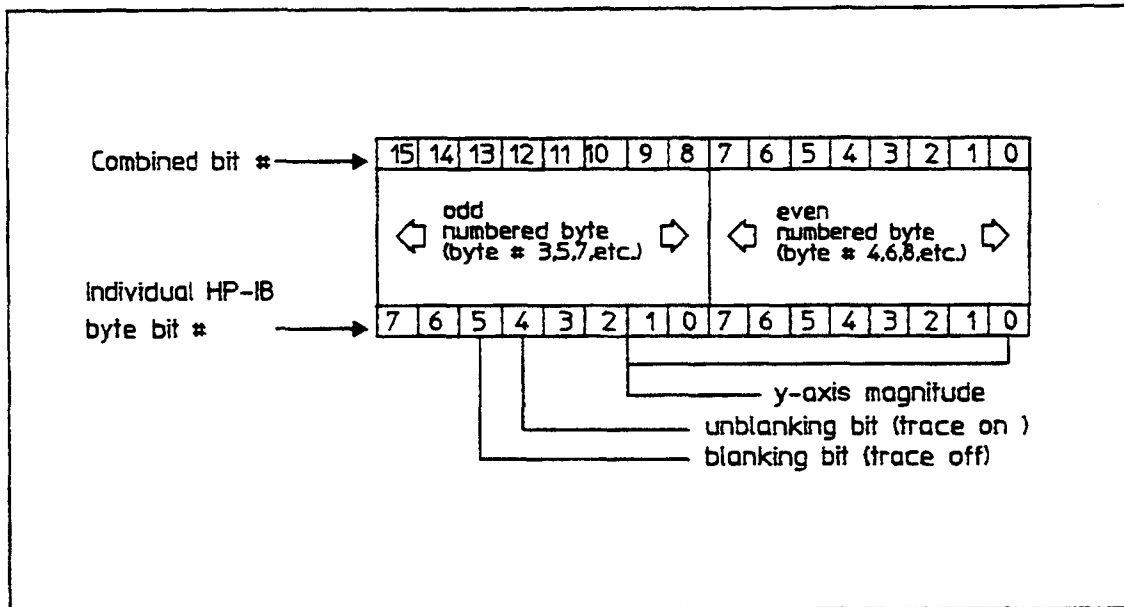 Combined bit #
15 14 13 12 11 10 9 8 7 6 5 4 3 2 1 0
odd
numbered byte
(byte # 3,5,7,etc.)
even
numbered byte
(byte # 4,6,8,etc.)
Individual HP-IB
byte bit #
7 6 5 4 3 2 1 0 7 6 5 4 3 2 1 0
y-axis magnitude
unblanking bit (trace on )
blanking bit (trace off)